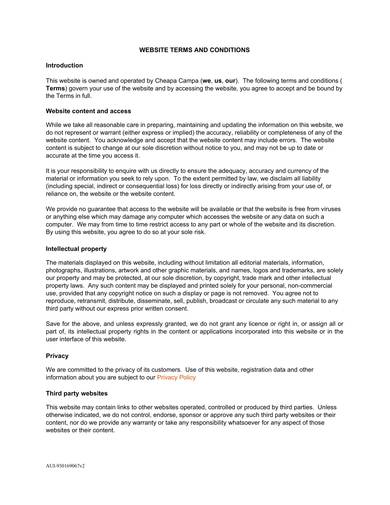 WEBSITE TERMS AND CONDITIONS
Introduction
This website is owned and operated by Cheapa Campa (we, us, our).  The following terms and conditions (
Terms) govern your use of the website and by accessing the website, you agree to accept and be bound by
the Terms in full.
Website content and access
While we take all reasonable care in preparing, maintaining and updating the information on this website, we
do not represent or warrant (either express or implied) the accuracy, reliability or completeness of any of the
website content.  You acknowledge and accept that the website content may include errors.  The website
content is subject to change at our sole discretion without notice to you, and may not be up to date or
accurate at the time you access it.
It is your responsibility to enquire with us directly to ensure the adequacy, accuracy and currency of the
material or information you seek to rely upon.  To the extent permitted by law, we disclaim all liability
(including special, indirect or consequential loss) for loss directly or indirectly arising from your use of, or
reliance on, the website or the website content.
We provide no guarantee that access to the website will be available or that the website is free from viruses
or anything else which may damage any computer which accesses the website or any data on such a
computer.  We may from time to time restrict access to any part or whole of the website and its discretion.
By using this website, you agree to do so at your sole risk.
Intellectual property
The materials displayed on this website, including without limitation all editorial materials, information,
photographs, illustrations, artwork and other graphic materials, and names, logos and trademarks, are solely
our property and may be protected, at our sole discretion, by copyright, trade mark and other intellectual
property laws.  Any such content may be displayed and printed solely for your personal, non-commercial
use, provided that any copyright notice on such a display or page is not removed.  You agree not to
reproduce, retransmit, distribute, disseminate, sell, publish, broadcast or circulate any such material to any
third party without our express prior written consent.
Save for the above, and unless expressly granted, we do not grant any licence or right in, or assign all or
part of, its intellectual property rights in the content or applications incorporated into this website or in the
user interface of this website.
Privacy
We are committed to the privacy of its customers.  Use of this website, registration data and other
information about you are subject to our Privacy Policy
Third party websites
This website may contain links to other websites operated, controlled or produced by third parties.  Unless
otherwise indicated, we do not control, endorse, sponsor or approve any such third party websites or their
content, nor do we provide any warranty or take any responsibility whatsoever for any aspect of those
websites or their content.
AUI-930169067v2